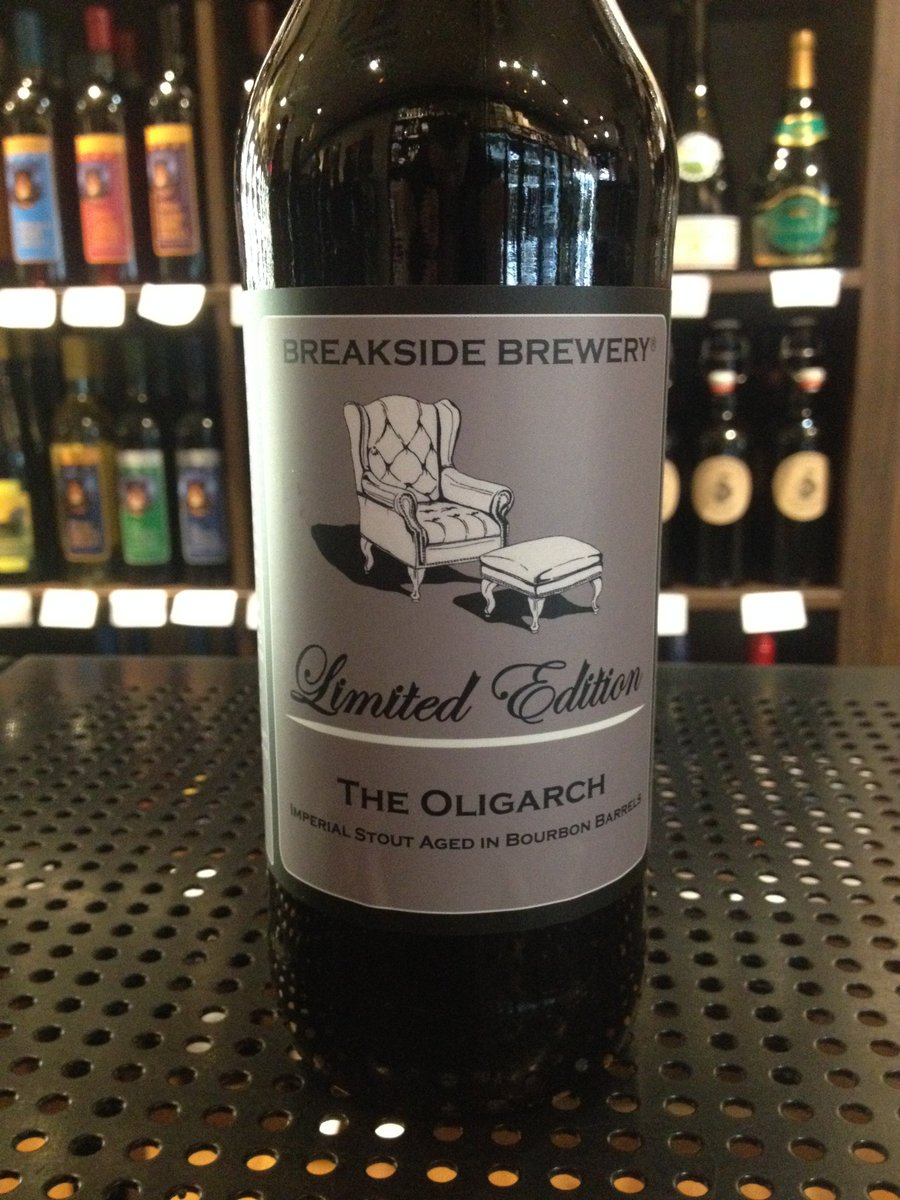 BREAKSIDE BREWERY®
Limited Edition
THE OLIGARCH
IMPERIAL STOUT AGED IN BOURBON BARRELS